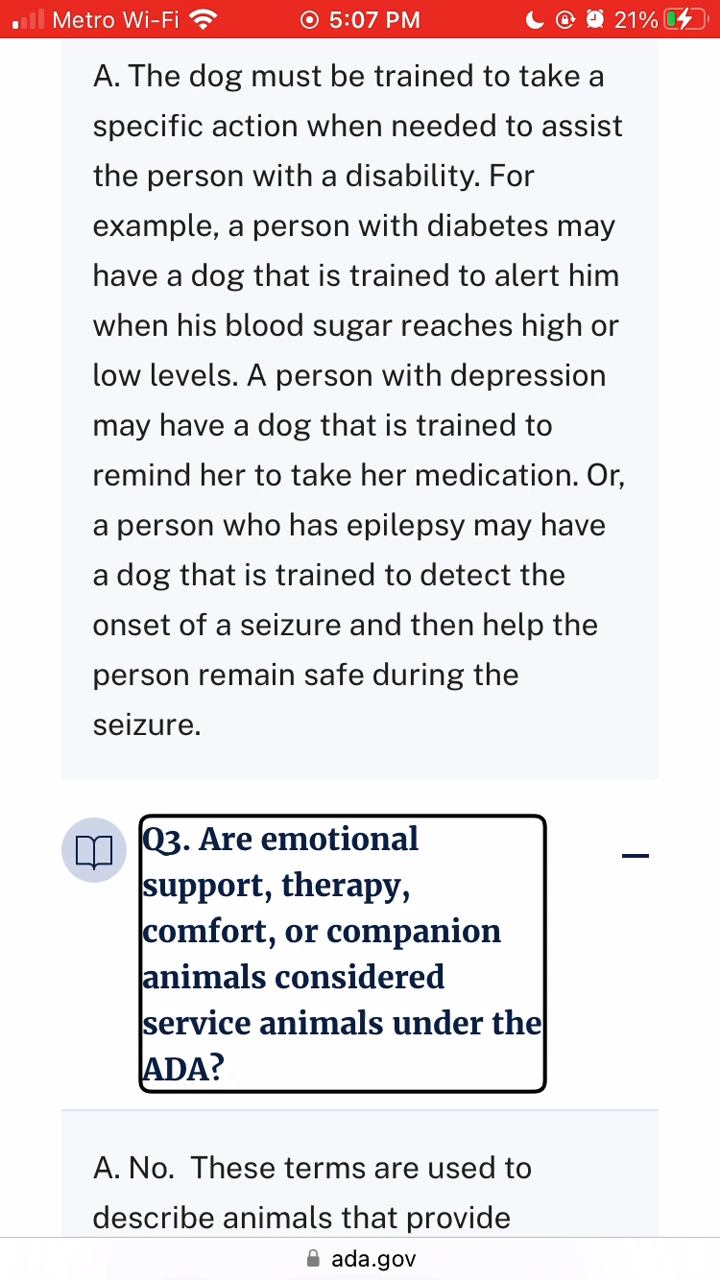 Metro Wi-Fi 5:07 PM 21%
A. The dog must be trained to take a
specific action when needed to assist
the person with a disability. For
example, a person with diabetes may
have a dog that is trained to alert him
when his blood sugar reaches high or
low levels. A person with depression
may have a dog that is trained to
remind her to take her medication. Or,
a person who has epilepsy may have
a dog that is trained to detect the
onset of a seizure and then help the
person remain safe during the
seizure.
Q3. Are emotional
support, therapy,
comfort, or companion
animals considered
service animals under the
ADA?
A. No.  These terms are used to
describe animals that provide
ada.gov